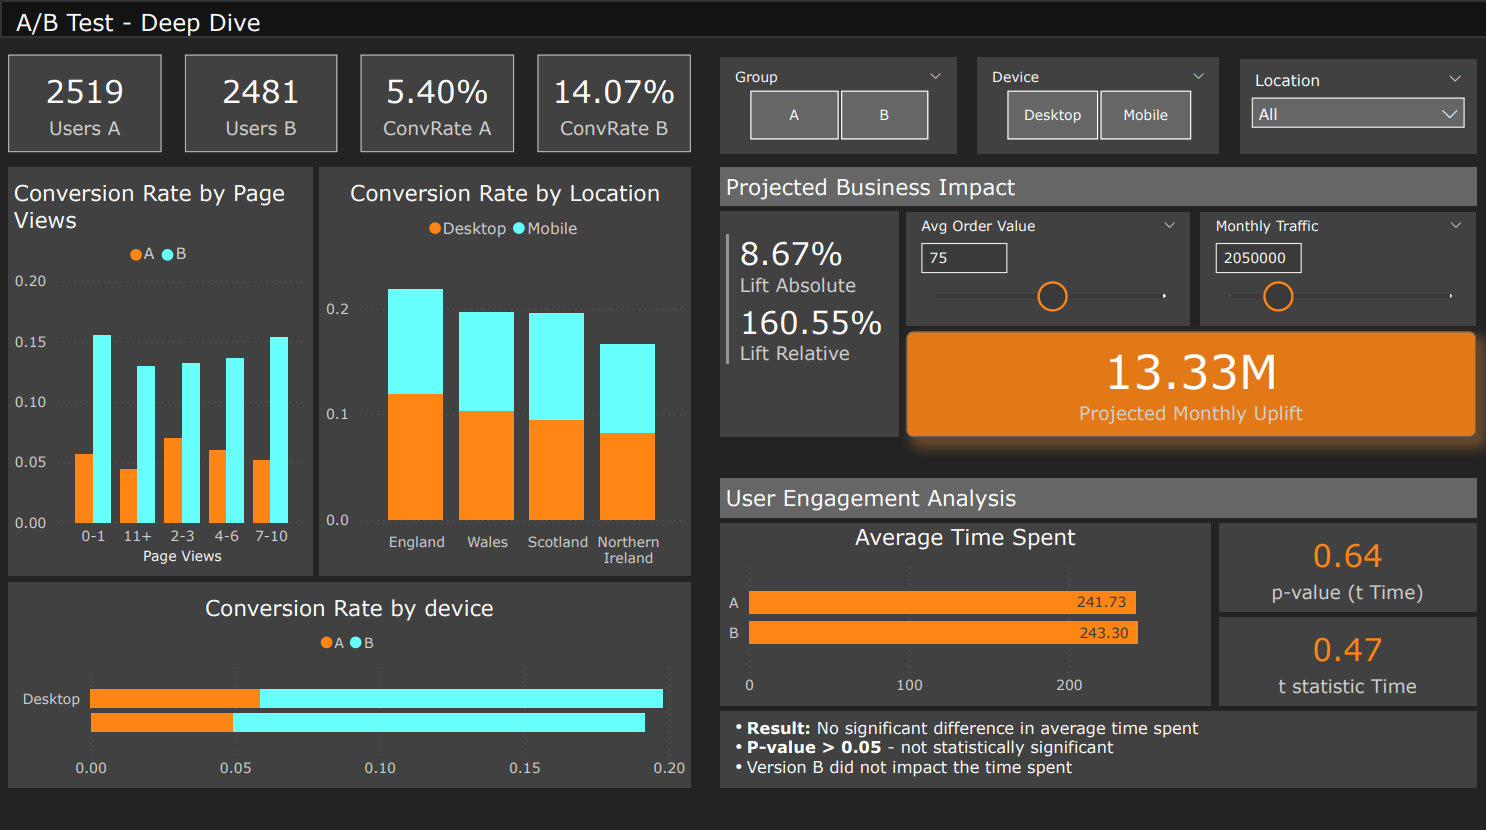 A/B Test - Deep Dive
2519
Users A
2481
Users B
5.40%
ConvRate A
14.07%
ConvRate B
Group
A
B
Device
Desktop
Mobile
Location
All
Conversion Rate by Page
Views
A B
0.20
0.15
0.10
0.05
0.00
0-1 11+ 2-3 4-6 7-10
Page Views
Conversion Rate by Location
Desktop Mobile
0.2
0.1
0.0
England Wales Scotland Northern
Ireland
Conversion Rate by device
A B
Desktop
0.00 0.05 0.10 0.15 0.20
Projected Business Impact
8.67%
Lift Absolute
160.55%
Lift Relative
Avg Order Value
75
Monthly Traffic
2050000
13.33M
Projected Monthly Uplift
User Engagement Analysis
Average Time Spent
A 241.73
B 243.30
0 100 200
0.64
p-value (t Time)
0.47
t statistic Time
• Result: No significant difference in average time spent
• P-value > 0.05 - not statistically significant
• Version B did not impact the time spent